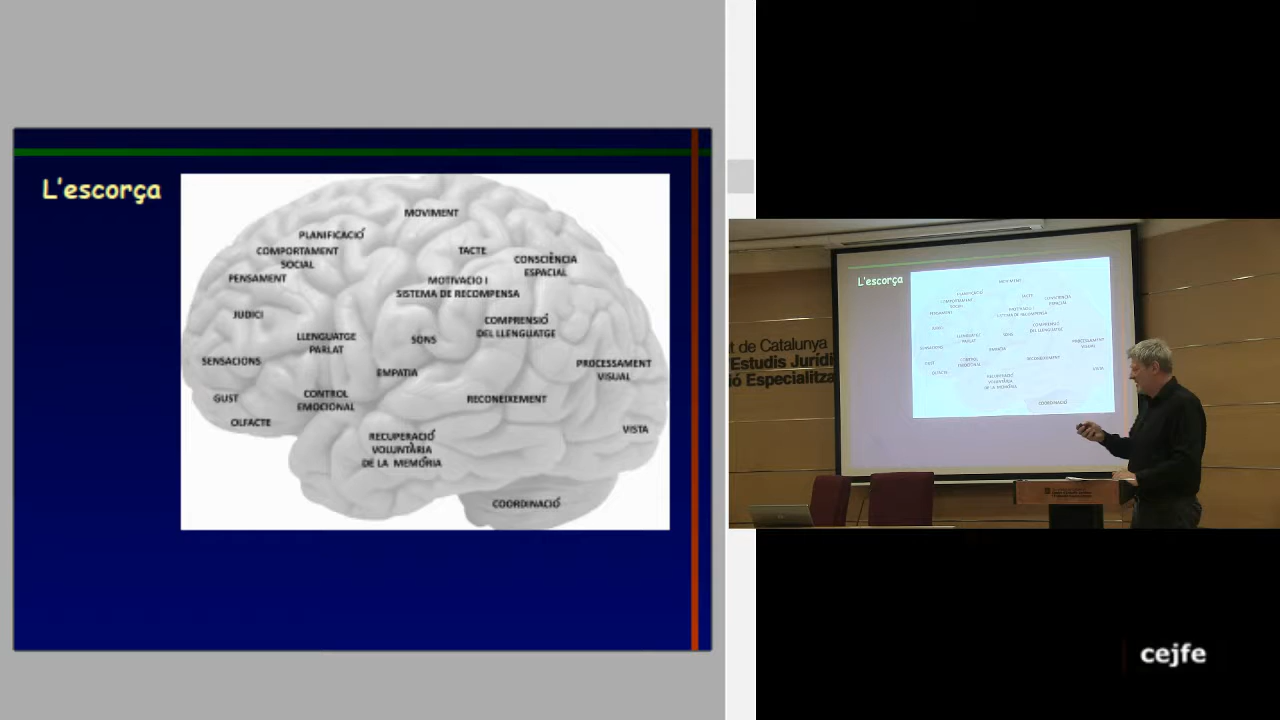 L'escorça
MOVIMENT
PLANIFICACIÓ
COMPORTAMENT
SOCIAL
PENSAMENT
TACTE
CONSCIÈNCIA
ESPACIAL
MOTIVACIO I
SISTEMA DE RECOMPENSA
JUDICI
LLENGUATGE
PARLAT
SONS
COMPRENSIÓ
DEL LLENGUATGE
SENSACIONS
EMPATIA
PROCESSAMENT
VISUAL
GUST
CONTROL
EMOCIONAL
RECONEIXEMENT
OLFACTE
VISTA
RECUPERACIÓ
VOLUNTÀRIA
DE LA MEMÒRIA
COORDINACIÓ
L'escorça
t de Catalunya
'Estudis Jurídi
ió Especialitza
cejfe